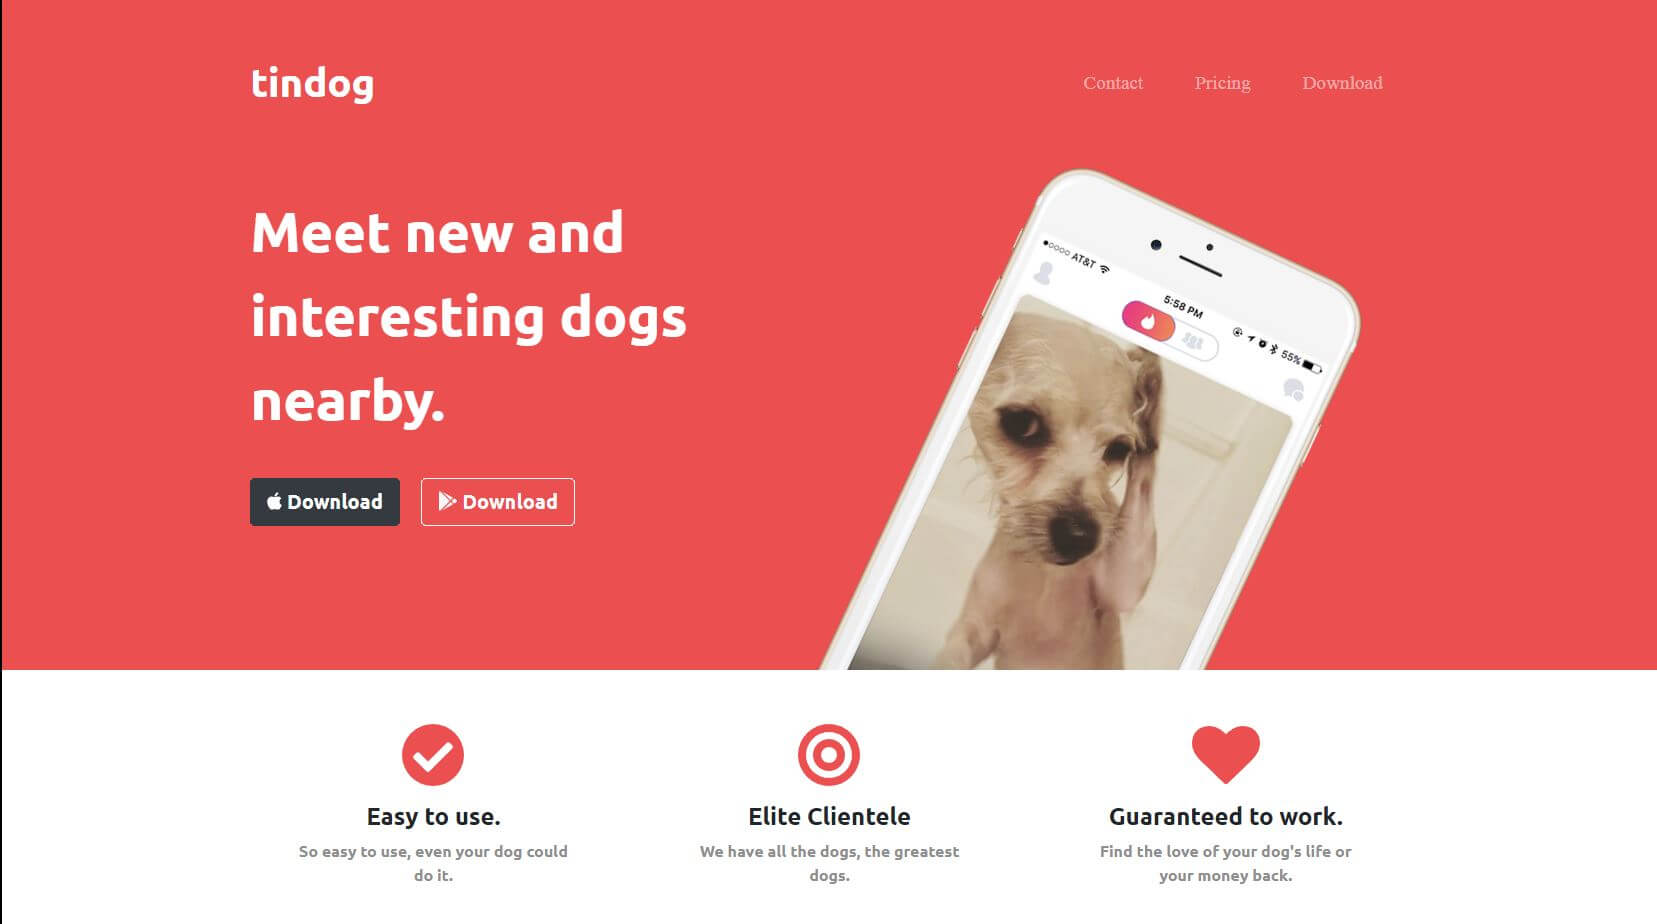 tindog
Contact Pricing Download
Meet new and
interesting dogs
nearby.
Download Download
AT&T
5:58 PM
55%
Easy to use.
So easy to use, even your dog could
do it.
Elite Clientele
We have all the dogs, the greatest
dogs.
Guaranteed to work.
Find the love of your dog's life or
your money back.